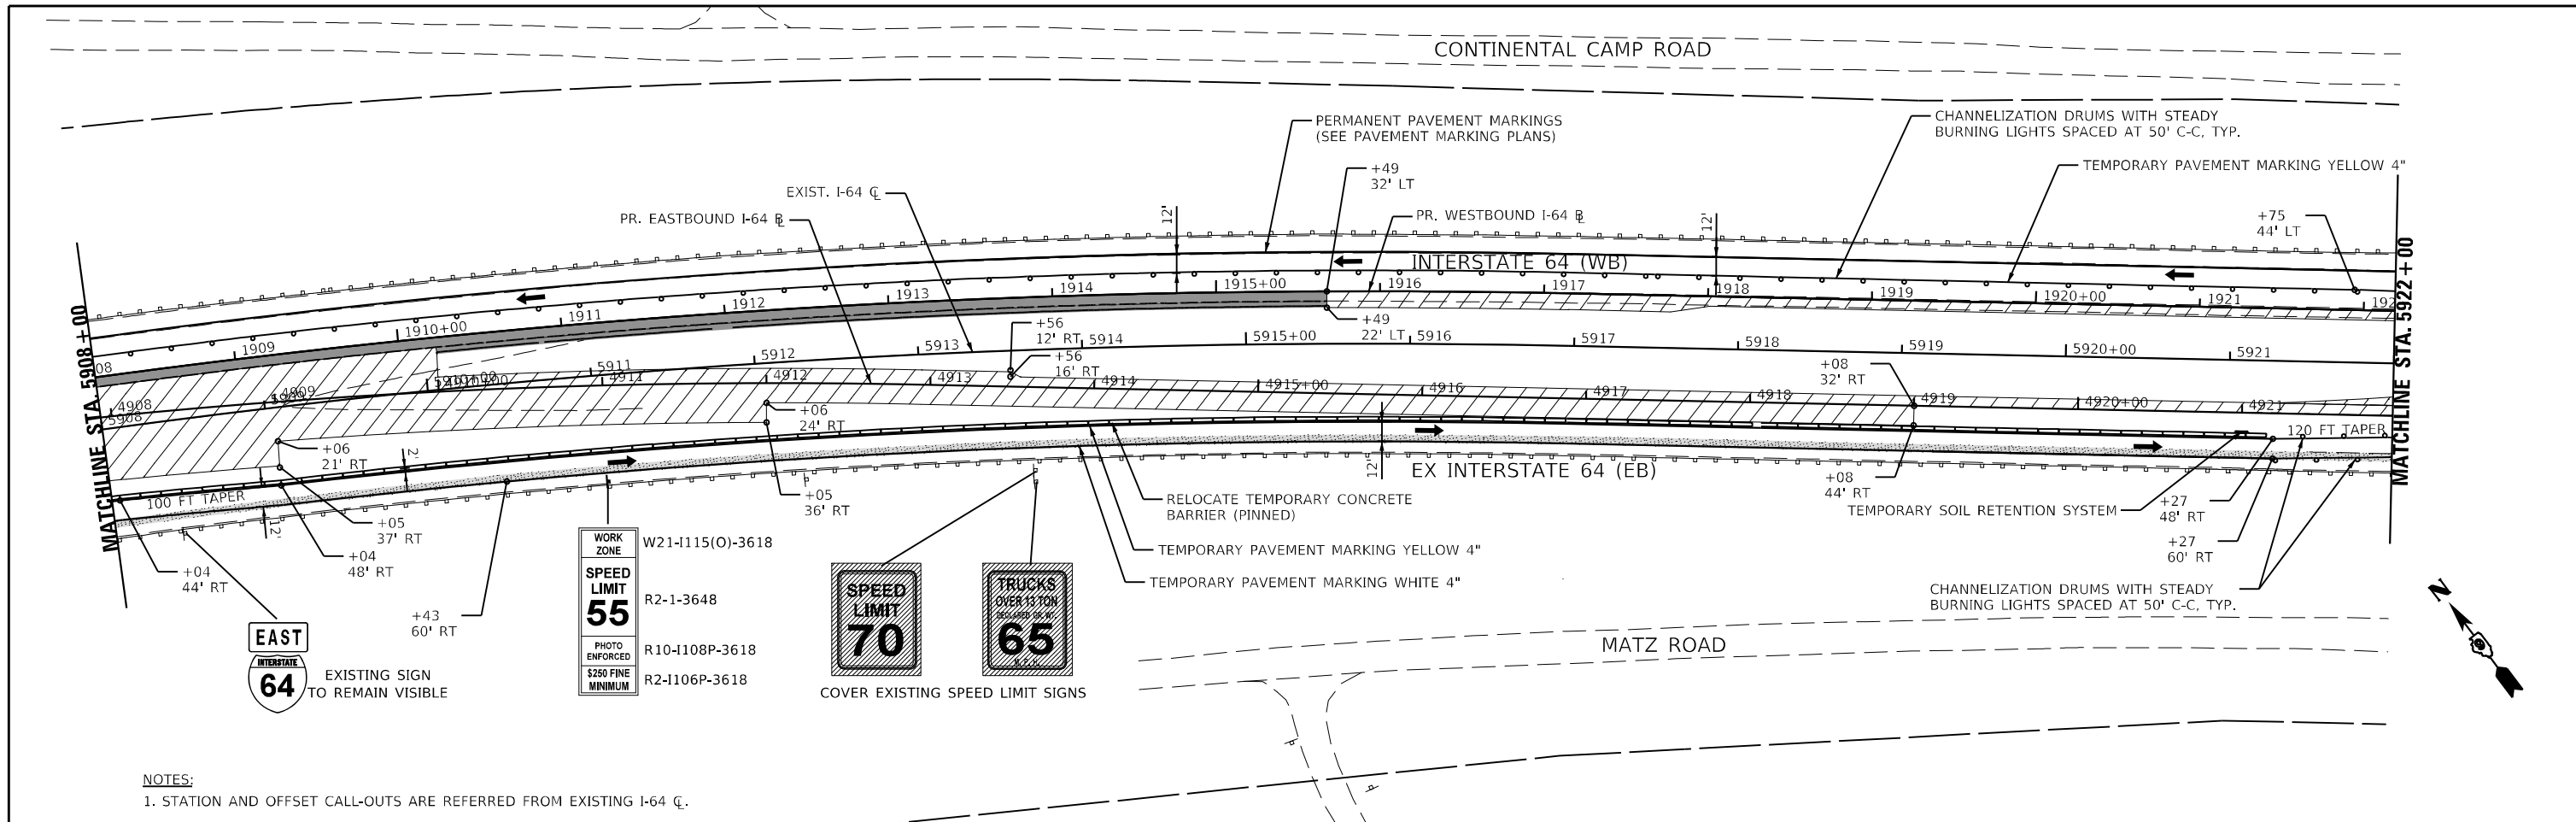 CONTINENTAL CAMP ROAD
PERMANENT PAVEMENT MARKINGS
(SEE PAVEMENT MARKING PLANS)
CHANNELIZATION DRUMS WITH STEADY
BURNING LIGHTS SPACED AT 50' C-C, TYP.
TEMPORARY PAVEMENT MARKING YELLOW 4"
+49
32' LT
EXIST. I-64 ℄
PR. EASTBOUND I-64 BL
PR. WESTBOUND I-64 BL
12'
12'
+75
44' LT
INTERSTATE 64 (WB)
MATCHLINE STA. 5908+00
MATCHLINE STA. 5922+00
08
1909
1910+00
1911
1912
1913
1914
1915+00
1916
1917
1918
1919
1920+00
1921
192
+49
22' LT
+56
12' RT
+56
16' RT
5908
5911
5912
5913
5914
5915+00
5916
5917
5918
5919
5920+00
5921
4908
4909
4910+00
4911
4912
4913
4914
4915+00
4916
4917
4918
4919
4920+00
4921
+08
32' RT
+06
24' RT
+06
21' RT
2'
100 FT TAPER
120 FT TAPER
12'
12'
EX INTERSTATE 64 (EB)
+05
36' RT
+05
37' RT
+04
48' RT
+04
44' RT
+43
60' RT
+08
44' RT
RELOCATE TEMPORARY CONCRETE
BARRIER (PINNED)
TEMPORARY SOIL RETENTION SYSTEM
+27
48' RT
+27
60' RT
TEMPORARY PAVEMENT MARKING YELLOW 4"
TEMPORARY PAVEMENT MARKING WHITE 4"
CHANNELIZATION DRUMS WITH STEADY
BURNING LIGHTS SPACED AT 50' C-C, TYP.
WORK
ZONE
W21-I115(O)-3618
SPEED
LIMIT
55
R2-1-3648
PHOTO
ENFORCED
R10-I108P-3618
$250 FINE
MINIMUM
R2-I106P-3618
SPEED
LIMIT
70
TRUCKS
OVER 13 TON
65
M. P. H.
COVER EXISTING SPEED LIMIT SIGNS
EAST
INTERSTATE
64
EXISTING SIGN
TO REMAIN VISIBLE
MATZ ROAD
N
NOTES:
1. STATION AND OFFSET CALL-OUTS ARE REFERRED FROM EXISTING I-64 ℄.